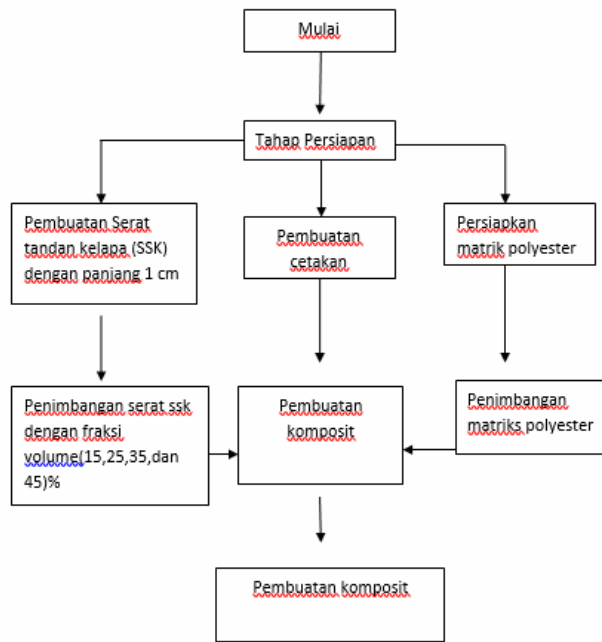 Mulai
Tahap Persiapan
Pembuatan Serat
tandan kelapa (SSK)
dengan panjang 1 cm
Pembuatan
cetakan
Persiapkan
matrik polyester
Penimbangan serat ssk
dengan fraksi
volume(15,25,35,dan
45)%
Pembuatan
komposit
Penimbangan
matriks polyester
Pembuatan komposit